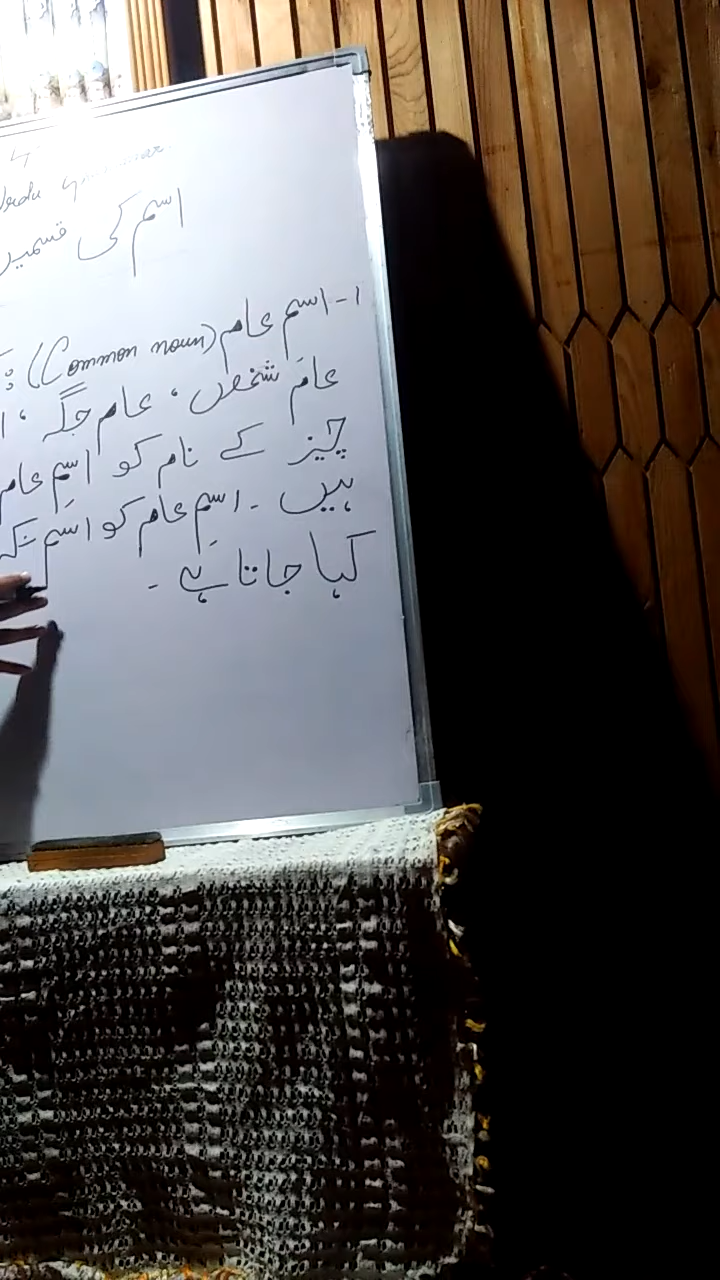 Urdu grammar
اسم کی قسمیں
۱- اسم عام (Common noun):
عام شخص، عام جگہ،
چیز کے نام کو اسمِ عام
ہیں۔ اسمِ عام کو اسم
کہا جاتا ہے۔